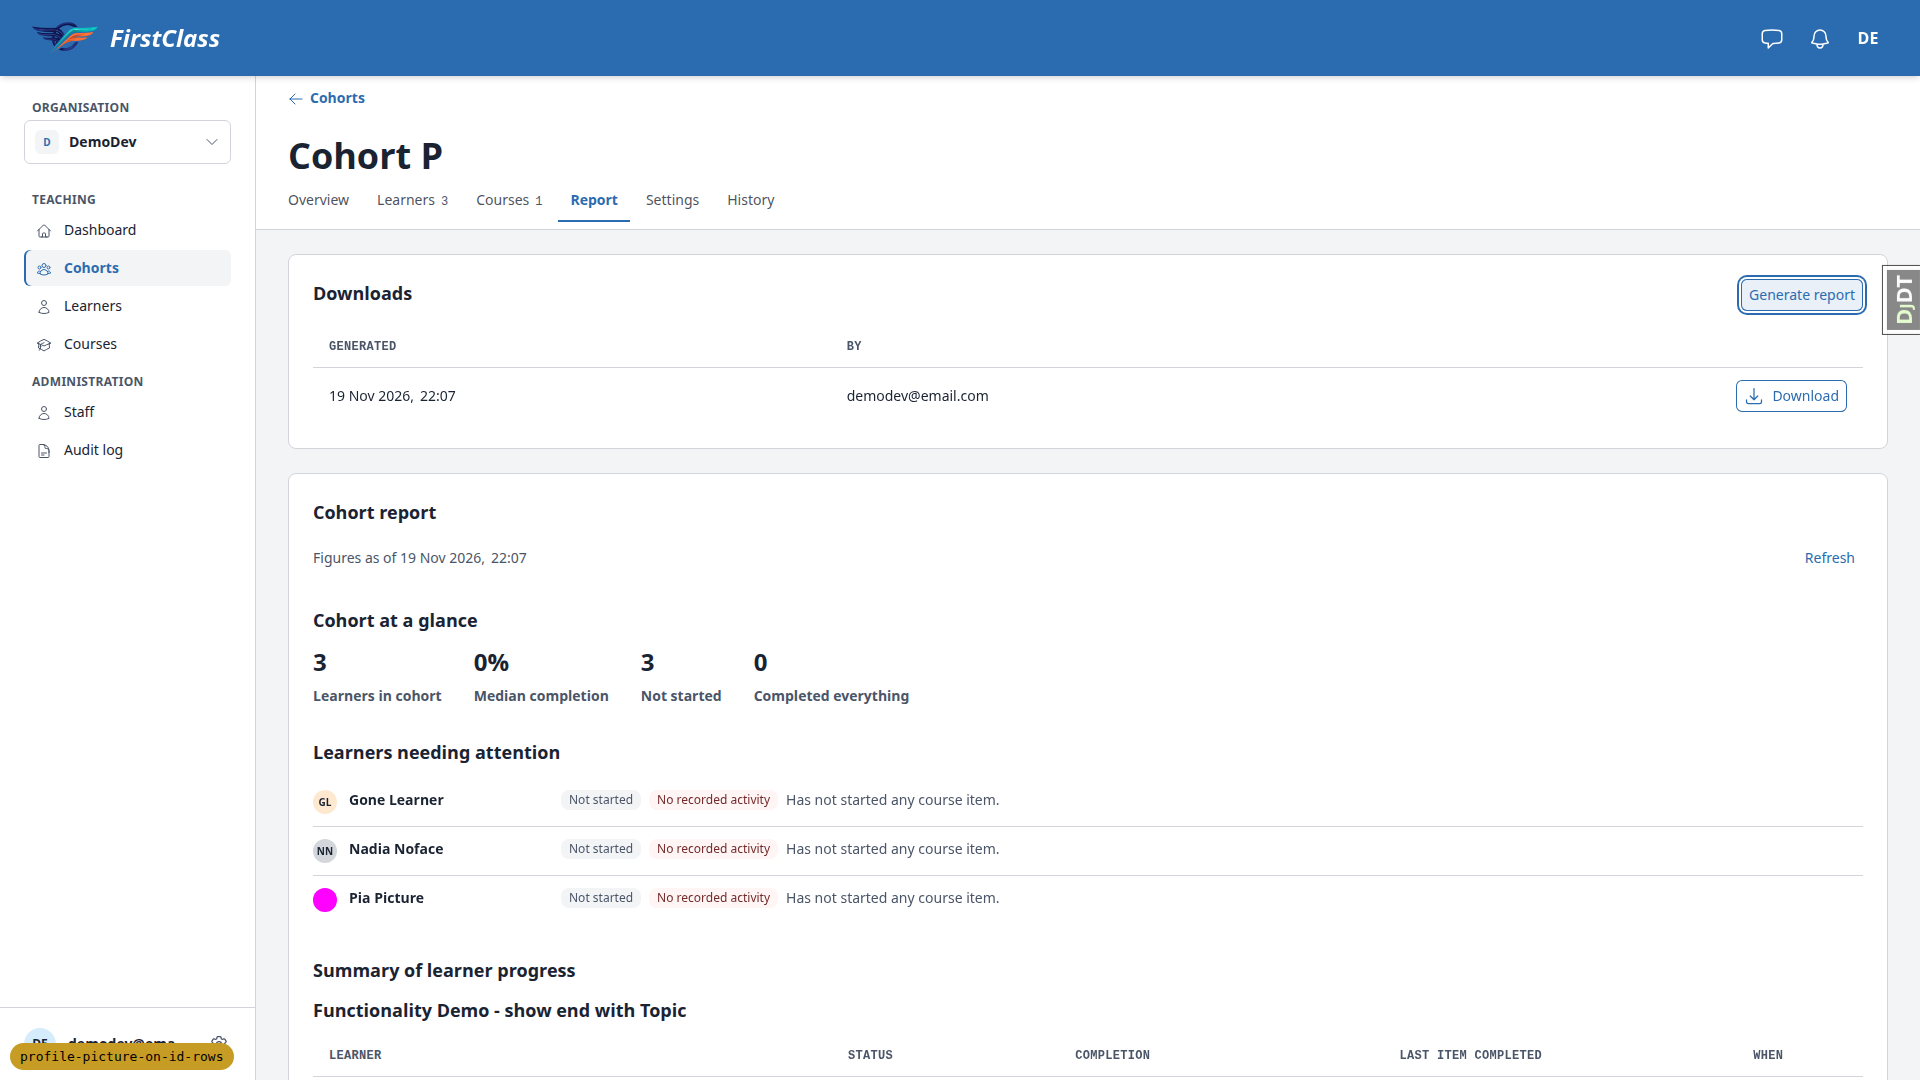 FirstClass
DE
ORGANISATION
D DemoDev
TEACHING
Dashboard
Cohorts
Learners
Courses
ADMINISTRATION
Staff
Audit log
profile-picture-on-id-rows
Cohorts
Cohort P
Overview Learners 3 Courses 1 Report Settings History
Downloads
Generate report
GENERATED BY
19 Nov 2026, 22:07 demodev@email.com Download
Cohort report
Figures as of 19 Nov 2026, 22:07 Refresh
Cohort at a glance
3 0% 3 0
Learners in cohort Median completion Not started Completed everything
Learners needing attention
GL Gone Learner Not started No recorded activity Has not started any course item.
NN Nadia Noface Not started No recorded activity Has not started any course item.
Pia Picture Not started No recorded activity Has not started any course item.
Summary of learner progress
Functionality Demo - show end with Topic
LEARNER STATUS COMPLETION LAST ITEM COMPLETED WHEN
DjDT